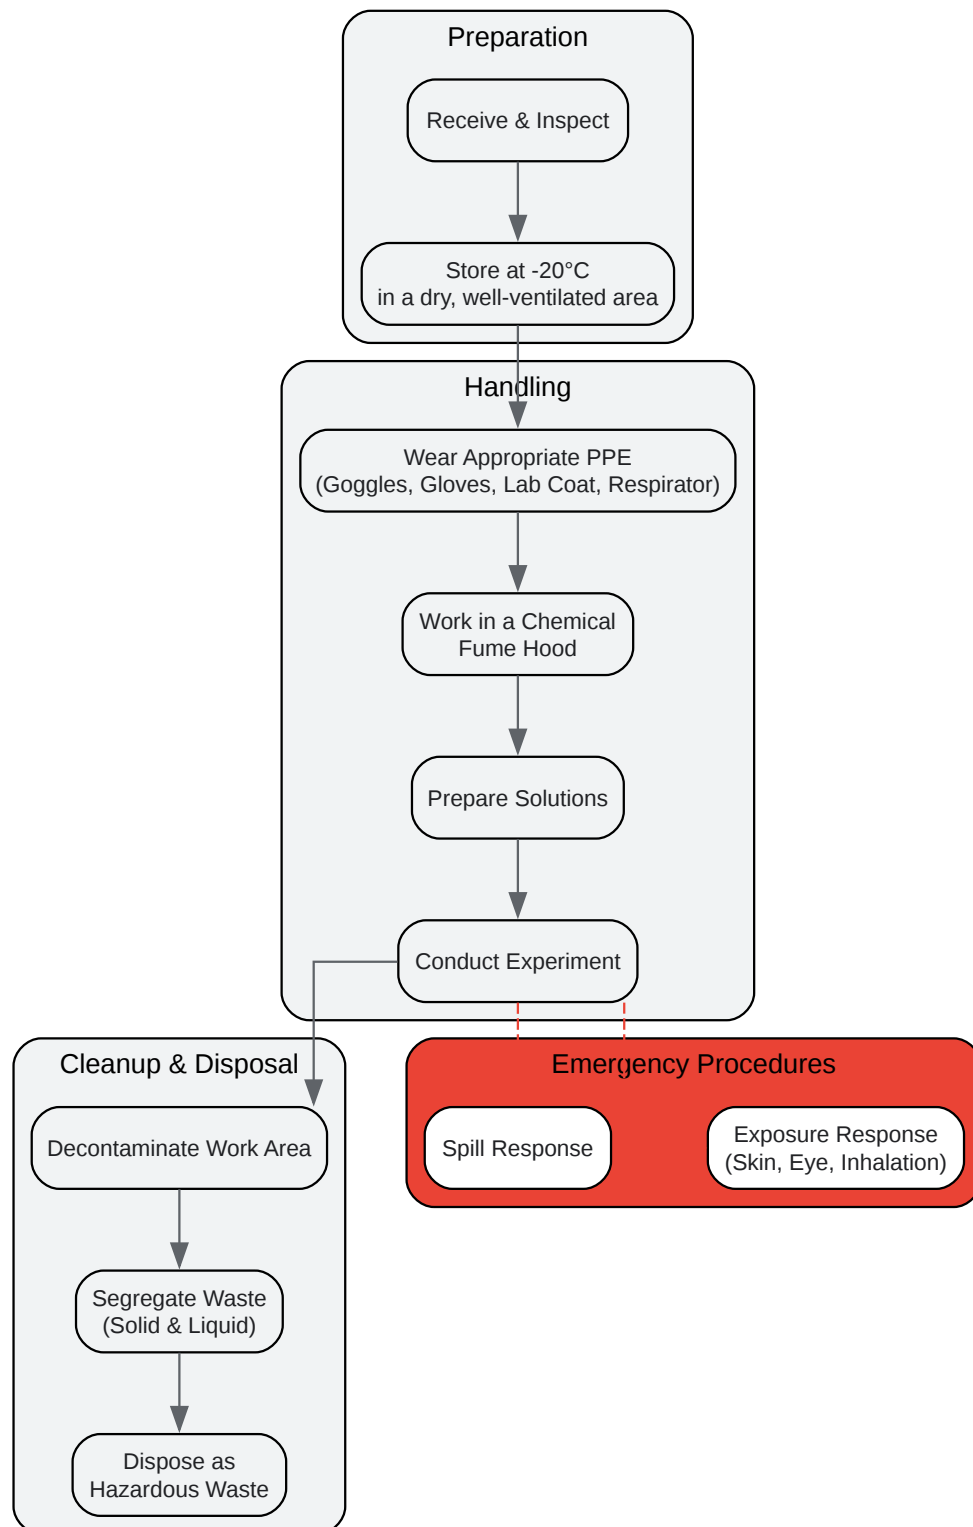 Preparation
Receive & Inspect
Store at -20°C
in a dry, well-ventilated area
Handling
Wear Appropriate PPE
(Goggles, Gloves, Lab Coat, Respirator)
Work in a Chemical
Fume Hood
Prepare Solutions
Conduct Experiment
Cleanup & Disposal
Decontaminate Work Area
Segregate Waste
(Solid & Liquid)
Dispose as
Hazardous Waste
Emergency Procedures
Spill Response
Exposure Response
(Skin, Eye, Inhalation)